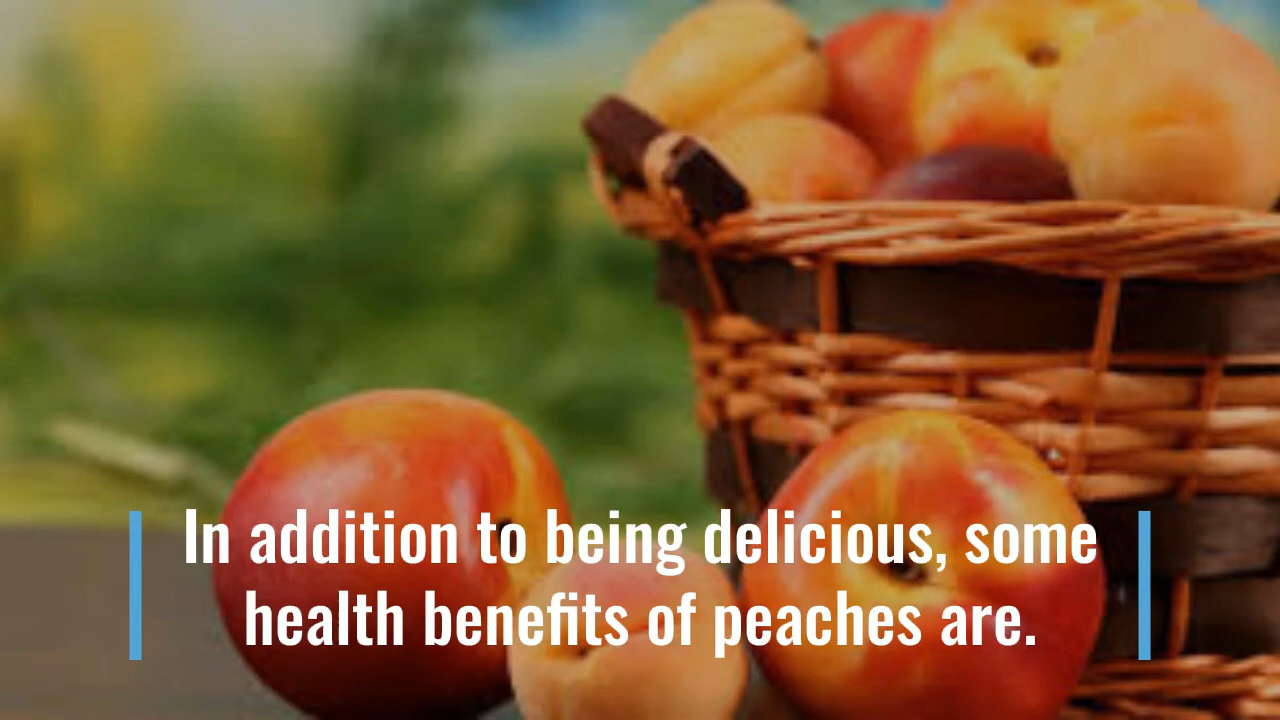 In addition to being delicious, some
health benefits of peaches are.